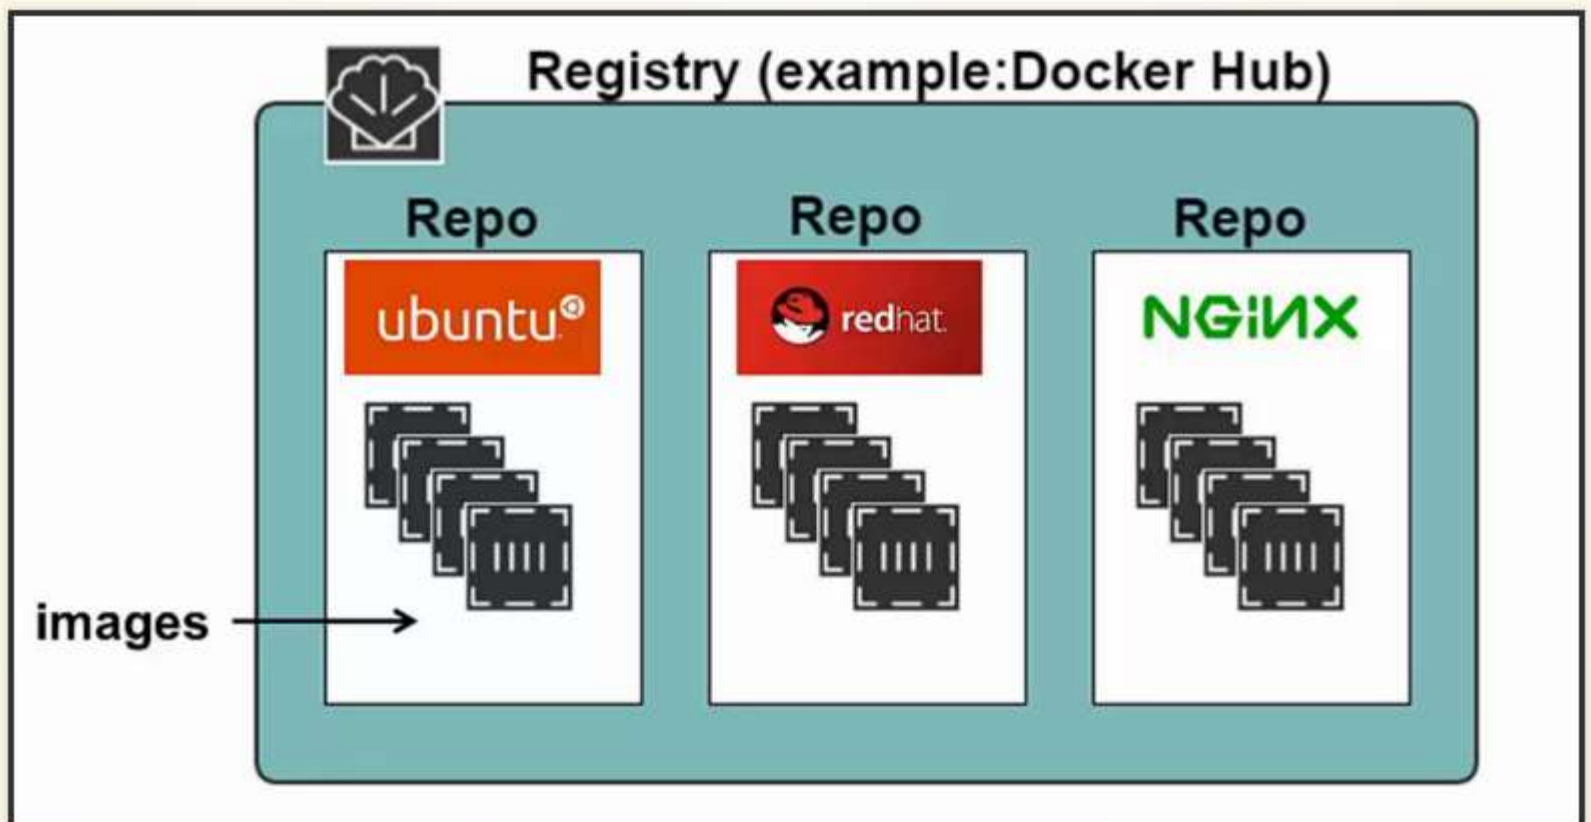 Registry (example:Docker Hub)
Repo
Repo
Repo
ubuntu
redhat.
NGiNX
images